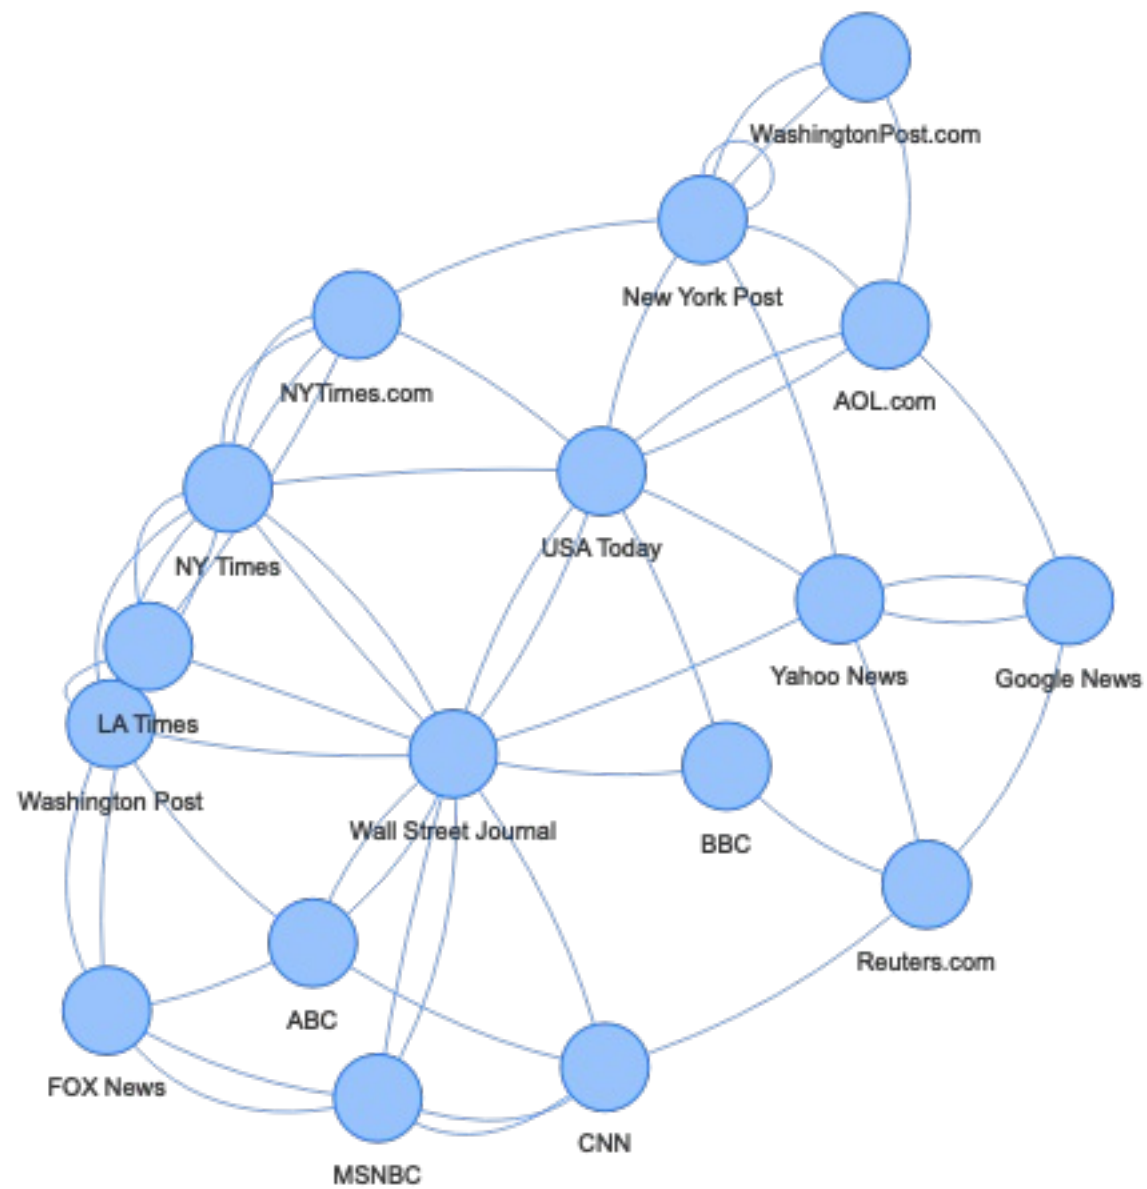 WashingtonPost.com
New York Post
NYTimes.com
AOL.com
USA Today
NY Times
Yahoo News
Google News
LA Times
Washington Post
Wall Street Journal
BBC
Reuters.com
ABC
FOX News
CNN
MSNBC